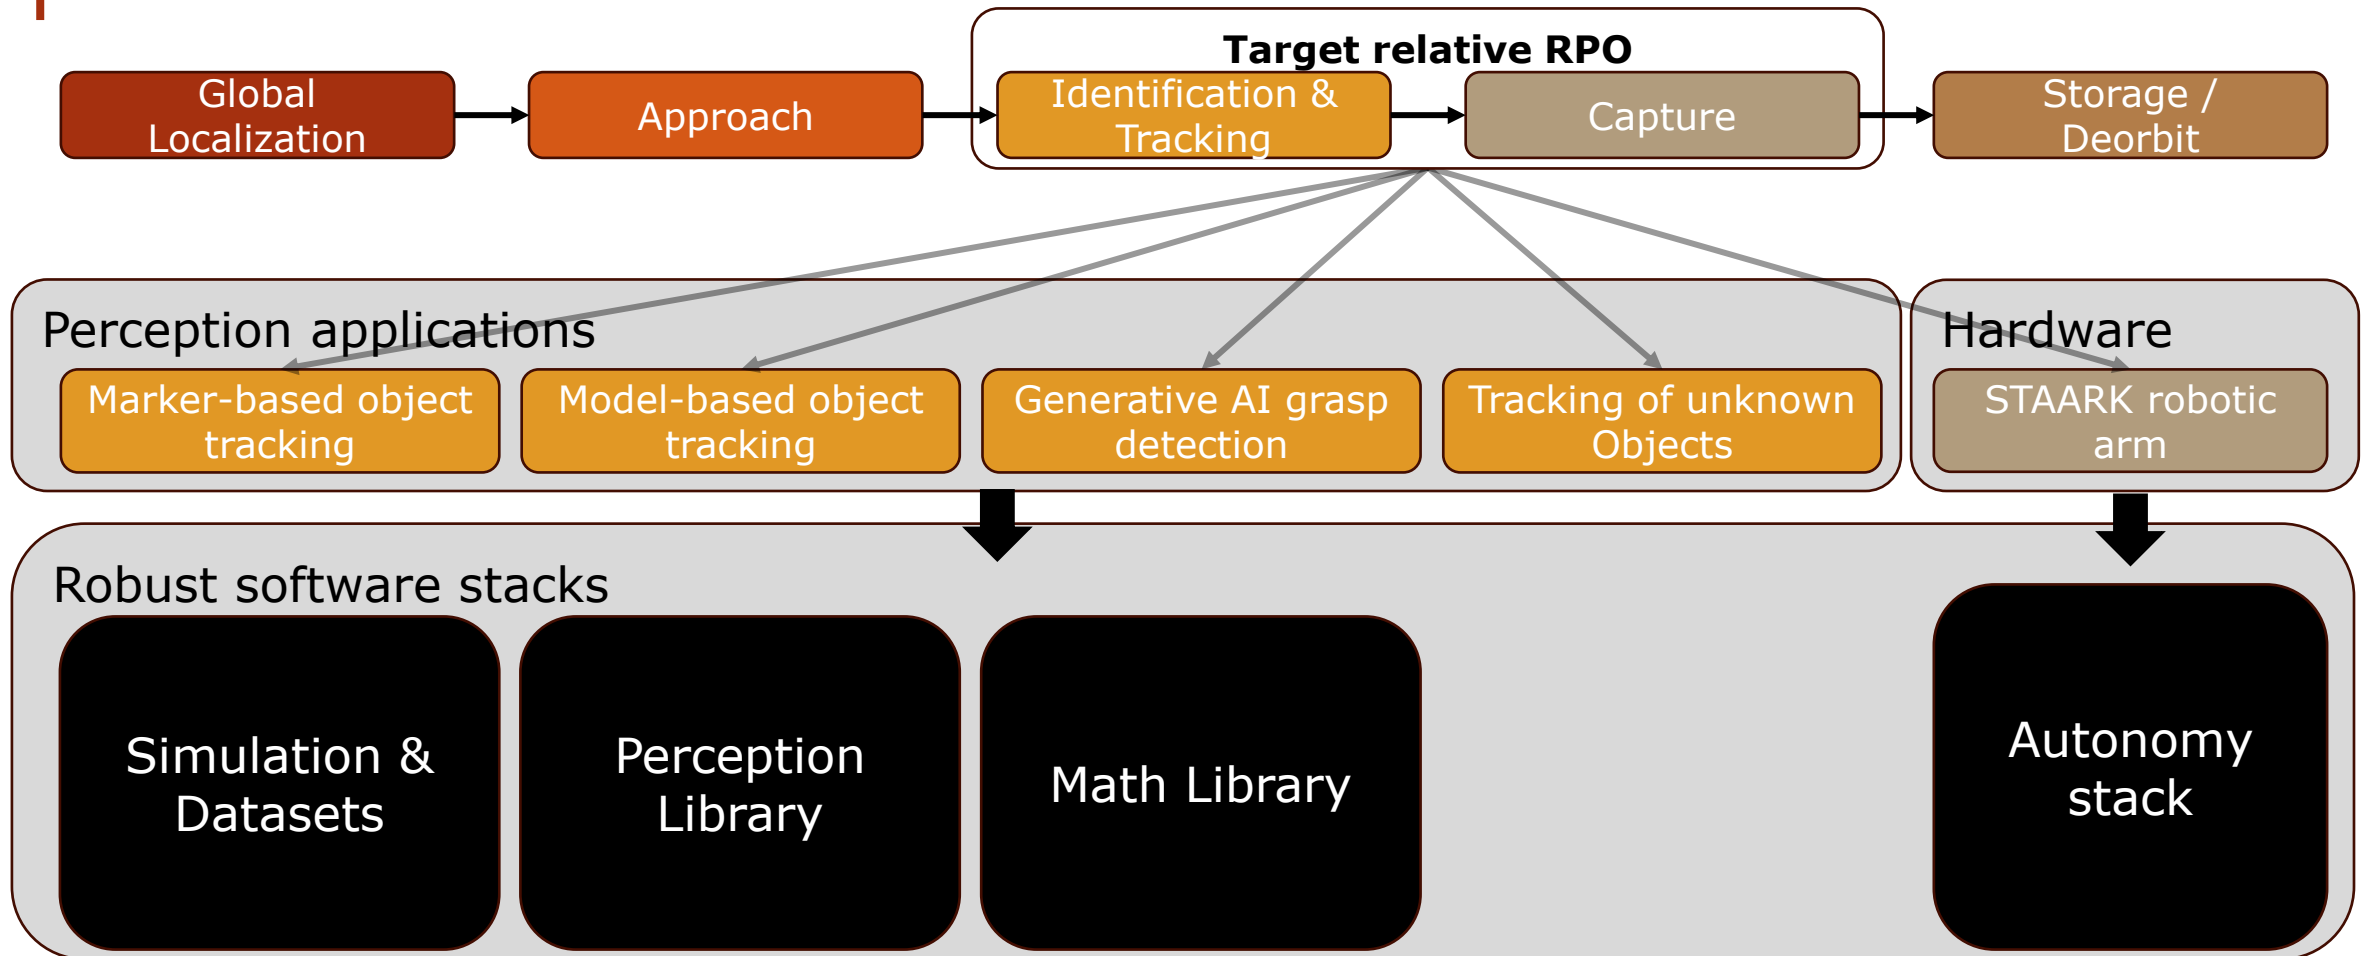 Target relative RPO
Global
Localization
Approach
Identification &
Tracking
Capture
Storage /
Deorbit
Perception applications
Marker-based object
tracking
Model-based object
tracking
Generative AI grasp
detection
Tracking of unknown
Objects
Hardware
STAARK robotic
arm
Robust software stacks
Simulation &
Datasets
Perception
Library
Math Library
Autonomy
stack